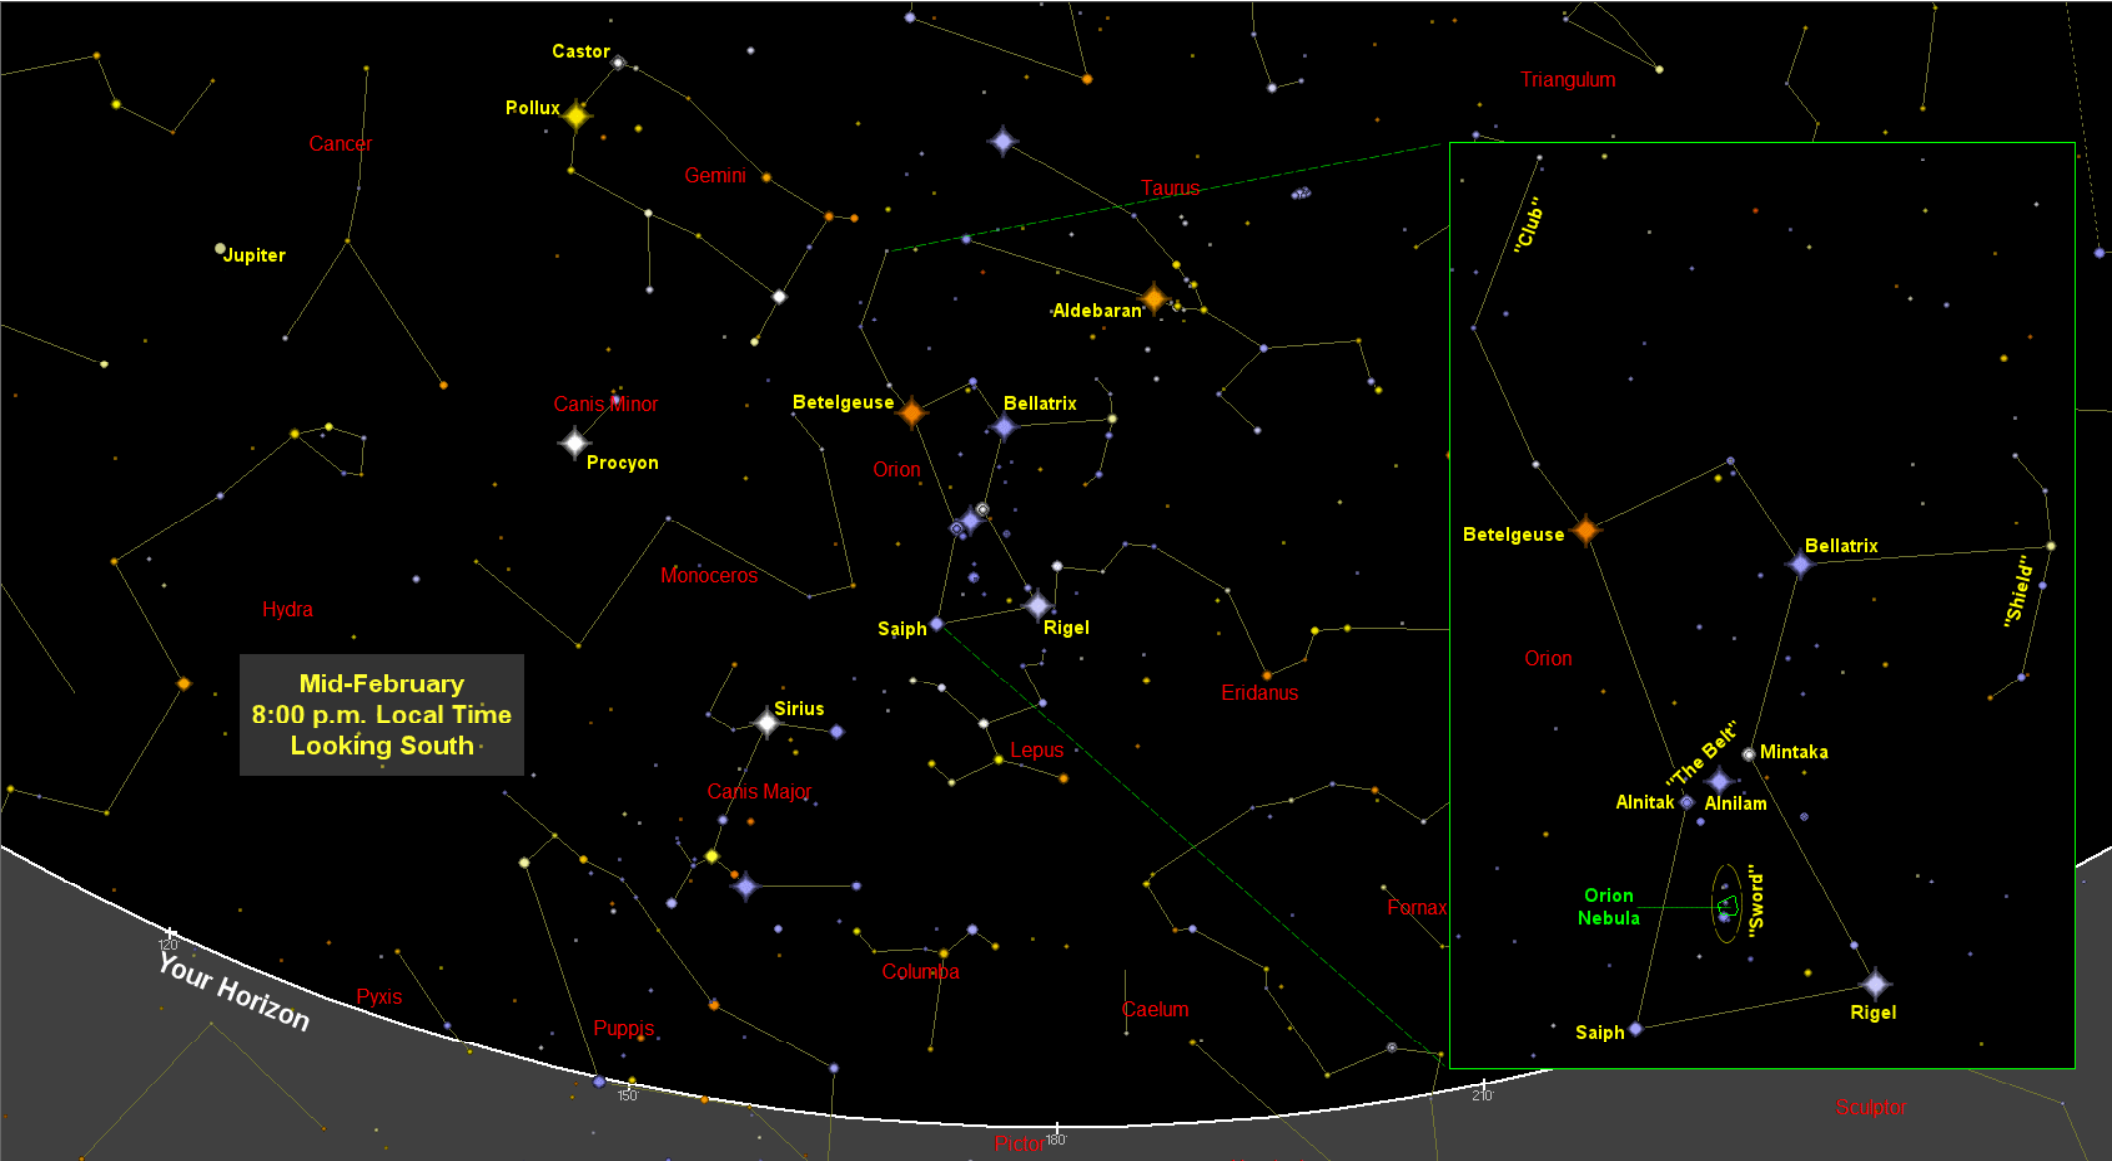 Castor
Pollux
Cancer
Gemini
Jupiter
Taurus
Triangulum
Aldebaran
Canis Minor
Procyon
Betelgeuse
Bellatrix
Orion
Monoceros
Hydra
Saiph
Rigel
Eridanus
Mid-February
8:00 p.m. Local Time
Looking South
Sirius
Lepus
Canis Major
Fornax
Columba
Caelum
Pyxis
Puppis
Pictor
Sculptor
Your Horizon
120°
150°
180°
210°
"Club"
Betelgeuse
Bellatrix
"Shield"
Orion
"The Belt"
Mintaka
Alnitak
Alnilam
Orion
Nebula
"Sword"
Saiph
Rigel